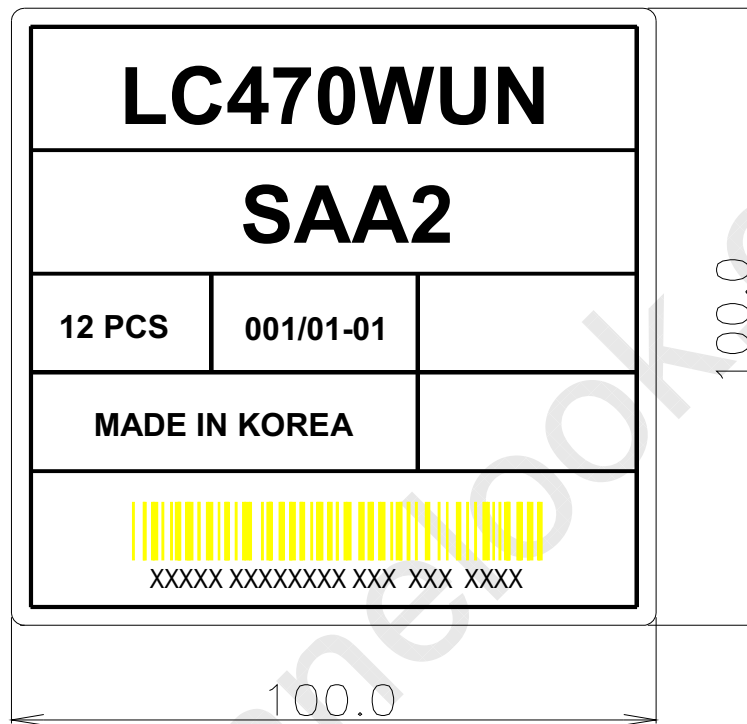 LC470WUN
SAA2
12 PCS 001/01-01
MADE IN KOREA
XXXXX XXXXXXXX XXX XXX XXXX
100.0
100.0